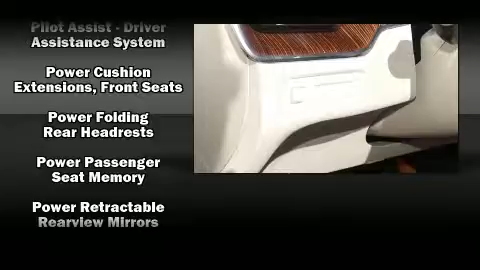 Pilot Assist - Driver
Assistance System
Power Cushion
Extensions, Front Seats
Power Folding
Rear Headrests
Power Passenger
Seat Memory
Power Retractable
Rearview Mirrors